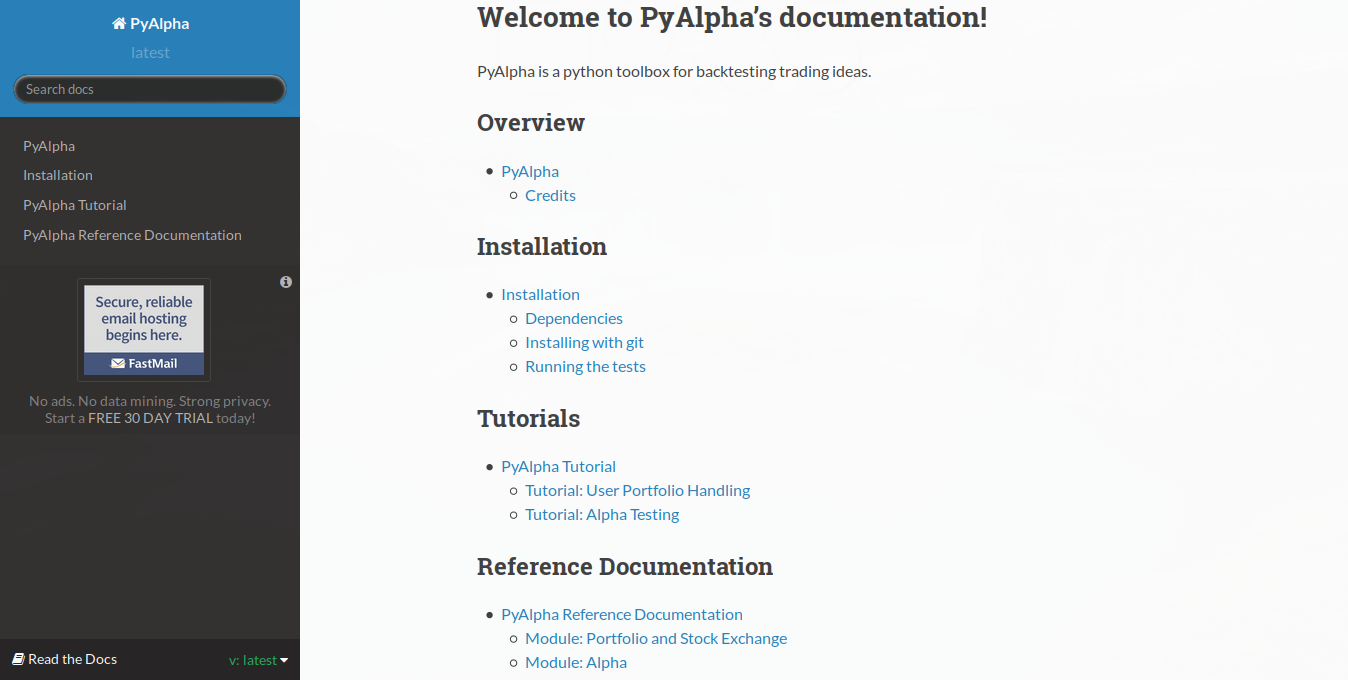 PyAlpha
latest
Search docs
PyAlpha
Installation
PyAlpha Tutorial
PyAlpha Reference Documentation
Secure, reliable
email hosting
begins here.
FastMail
No ads. No data mining. Strong privacy.
Start a FREE 30 DAY TRIAL today!
Read the Docs
v: latest
Welcome to PyAlpha’s documentation!
PyAlpha is a python toolbox for backtesting trading ideas.
Overview
PyAlpha
Credits
Installation
Installation
Dependencies
Installing with git
Running the tests
Tutorials
PyAlpha Tutorial
Tutorial: User Portfolio Handling
Tutorial: Alpha Testing
Reference Documentation
PyAlpha Reference Documentation
Module: Portfolio and Stock Exchange
Module: Alpha